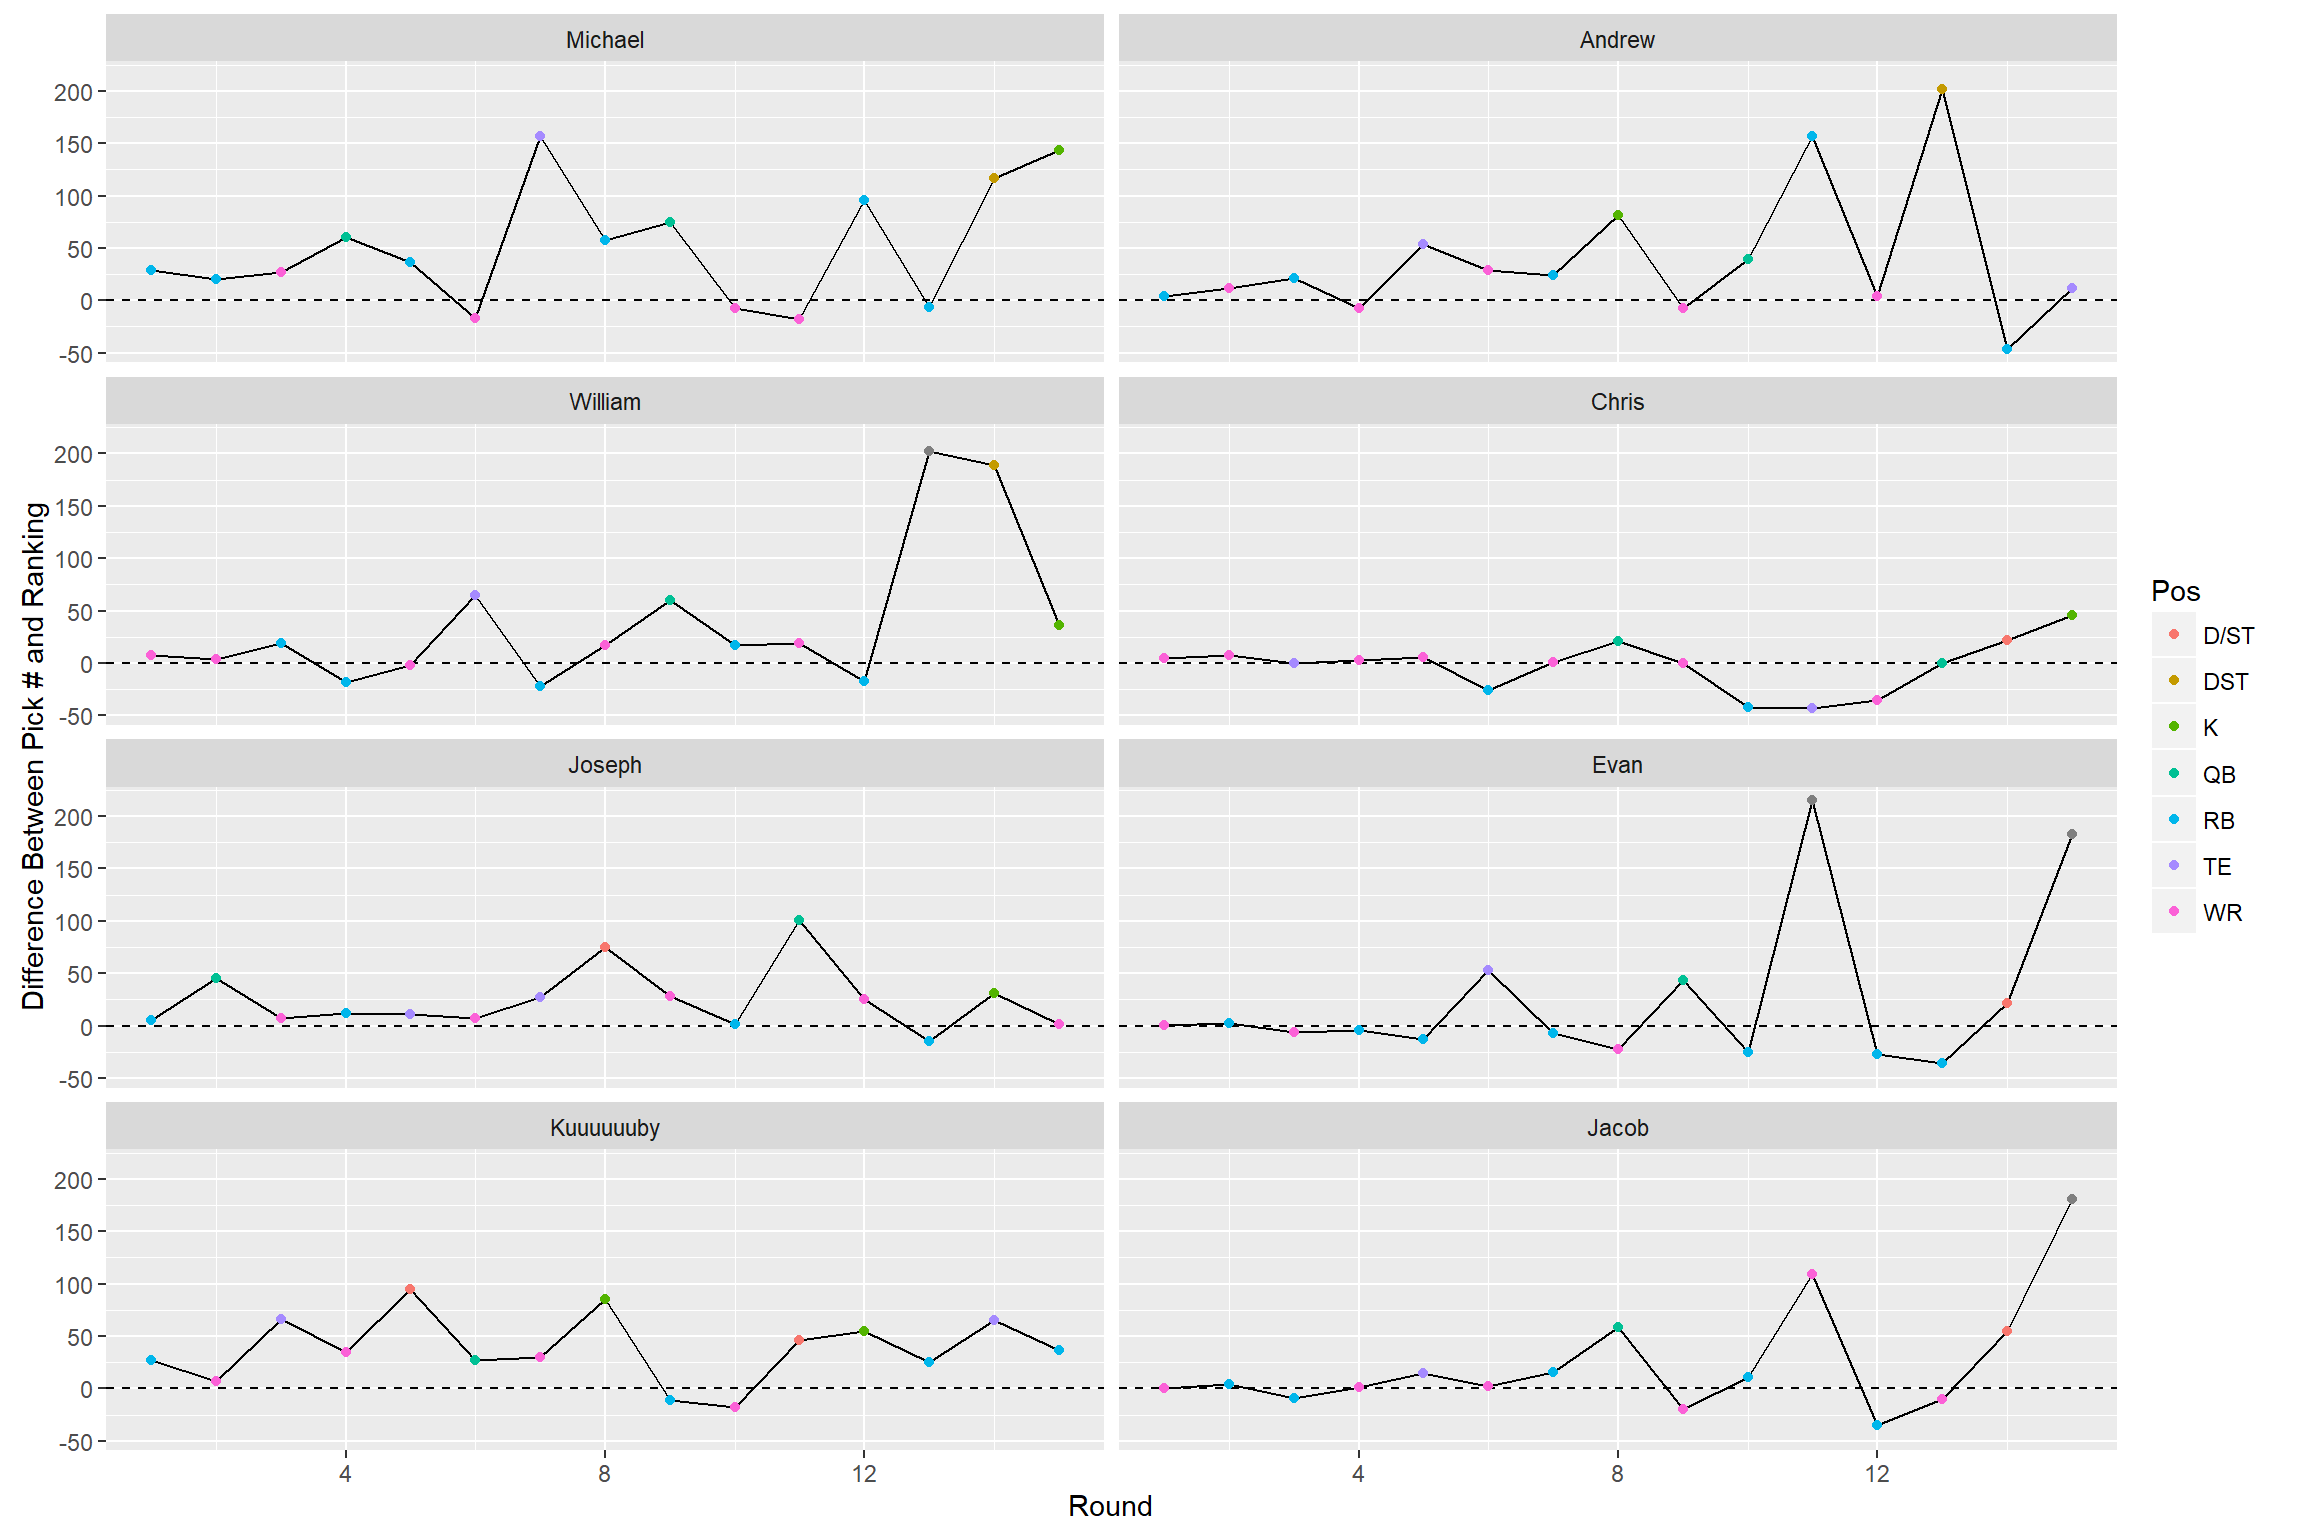 Michael
Andrew
200
150
100
50
0
-50
William
Chris
200
150
100
50
0
-50
Joseph
Evan
200
150
100
50
0
-50
Kuuuuuuby
Jacob
200
150
100
50
0
-50
4
8
12
4
8
12
Round
Difference Between Pick # and Ranking
Pos
D/ST
DST
K
QB
RB
TE
WR